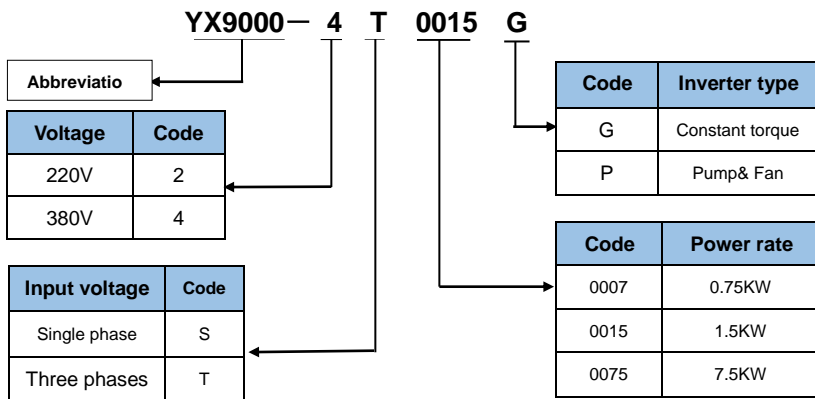 YX9000— 4 T 0015 G
Abbreviatio
Voltage Code
220V 2
380V 4
Input voltage Code
Single phase S
Three phases T
Code Inverter type
G Constant torque
P Pump& Fan
Code Power rate
0007 0.75KW
0015 1.5KW
0075 7.5KW